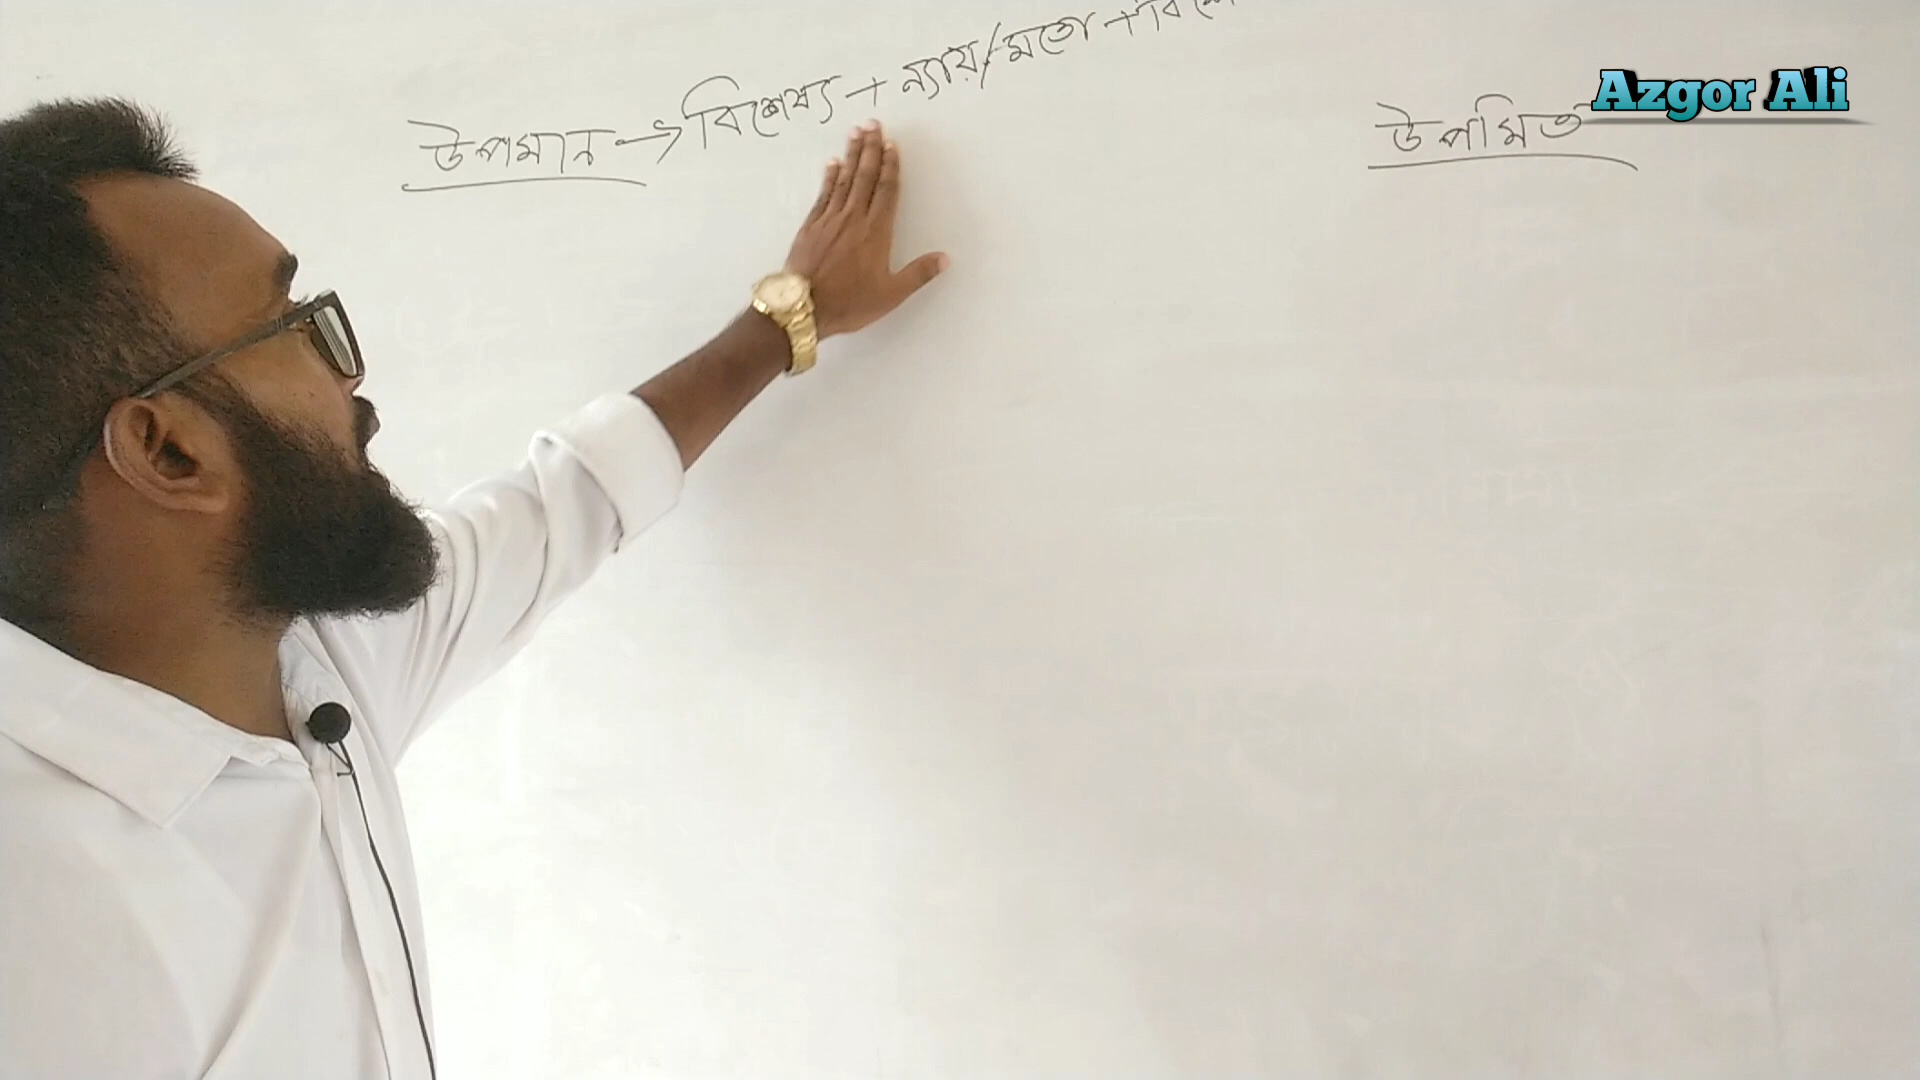 উপমান → বিশেষ্য + ন্যায়/মতো +
উপমিত
Azgor Ali